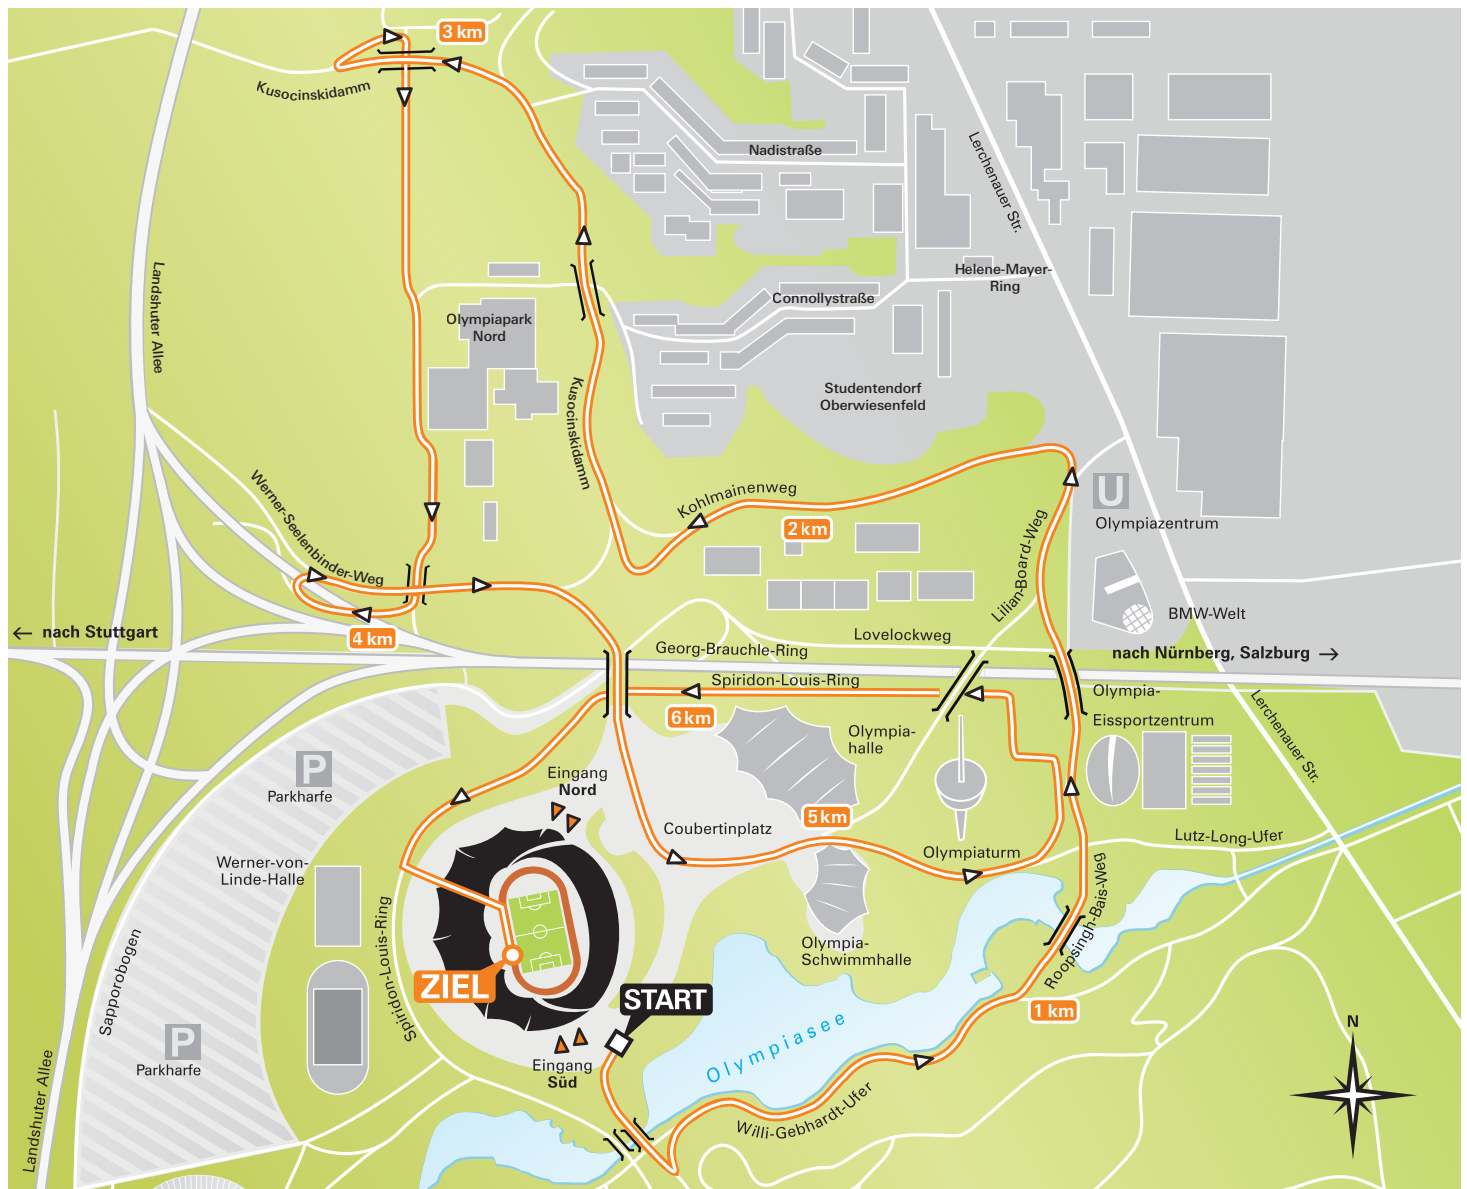 3 km
Kusocinskidamm
Nadistraße
Lerchenauer Str.
Landshuter Allee
Helene-Mayer-
Ring
Connollystraße
Olympiapark
Nord
Studentendorf
Oberwiesenfeld
Kusocinskidamm
Kohlmainenweg
2 km
U
Olympiazentrum
Werner-Seelenbinder-Weg
Lilian-Board-Weg
BMW-Welt
← nach Stuttgart
4 km
Lovelockweg
Georg-Brauchle-Ring
nach Nürnberg, Salzburg →
Spiridon-Louis-Ring
6 km
Olympia-
Eissportzentrum
Lerchenauer Str.
Olympia-
halle
P
Parkharfe
Eingang
Nord
5 km
Coubertinplatz
Olympiaturm
Lutz-Long-Ufer
Werner-von-
Linde-Halle
Roopsingh-Bais-Weg
Spiridon-Louis-Ring
Olympia-
Schwimmhalle
Sapporobogen
ZIEL
START
1 km
Olympiasee
N
P
Parkharfe
Eingang
Süd
Willi-Gebhardt-Ufer
Landshuter Allee